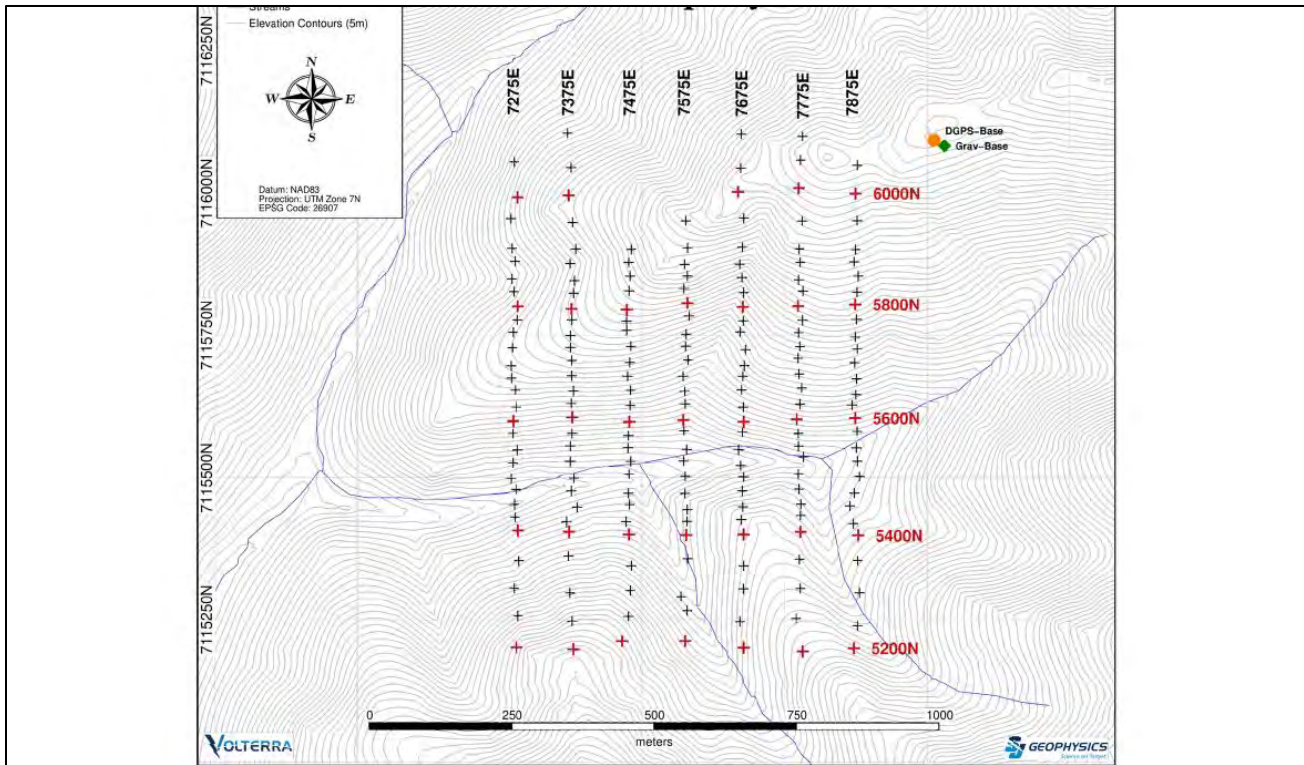 Streams
Elevation Contours (5m)
N
W E
S
Datum: NAD83
Projection: UTM Zone 7N
EPSG Code: 26907
7116250N
7116000N
7115750N
7115500N
7115250N
7275E
7375E
7475E
7575E
7675E
7775E
7875E
DGPS-Base
Grav-Base
6000N
5800N
5600N
5400N
5200N
0 250 500 750 1000
meters
VOLTERRA
GEOPHYSICS